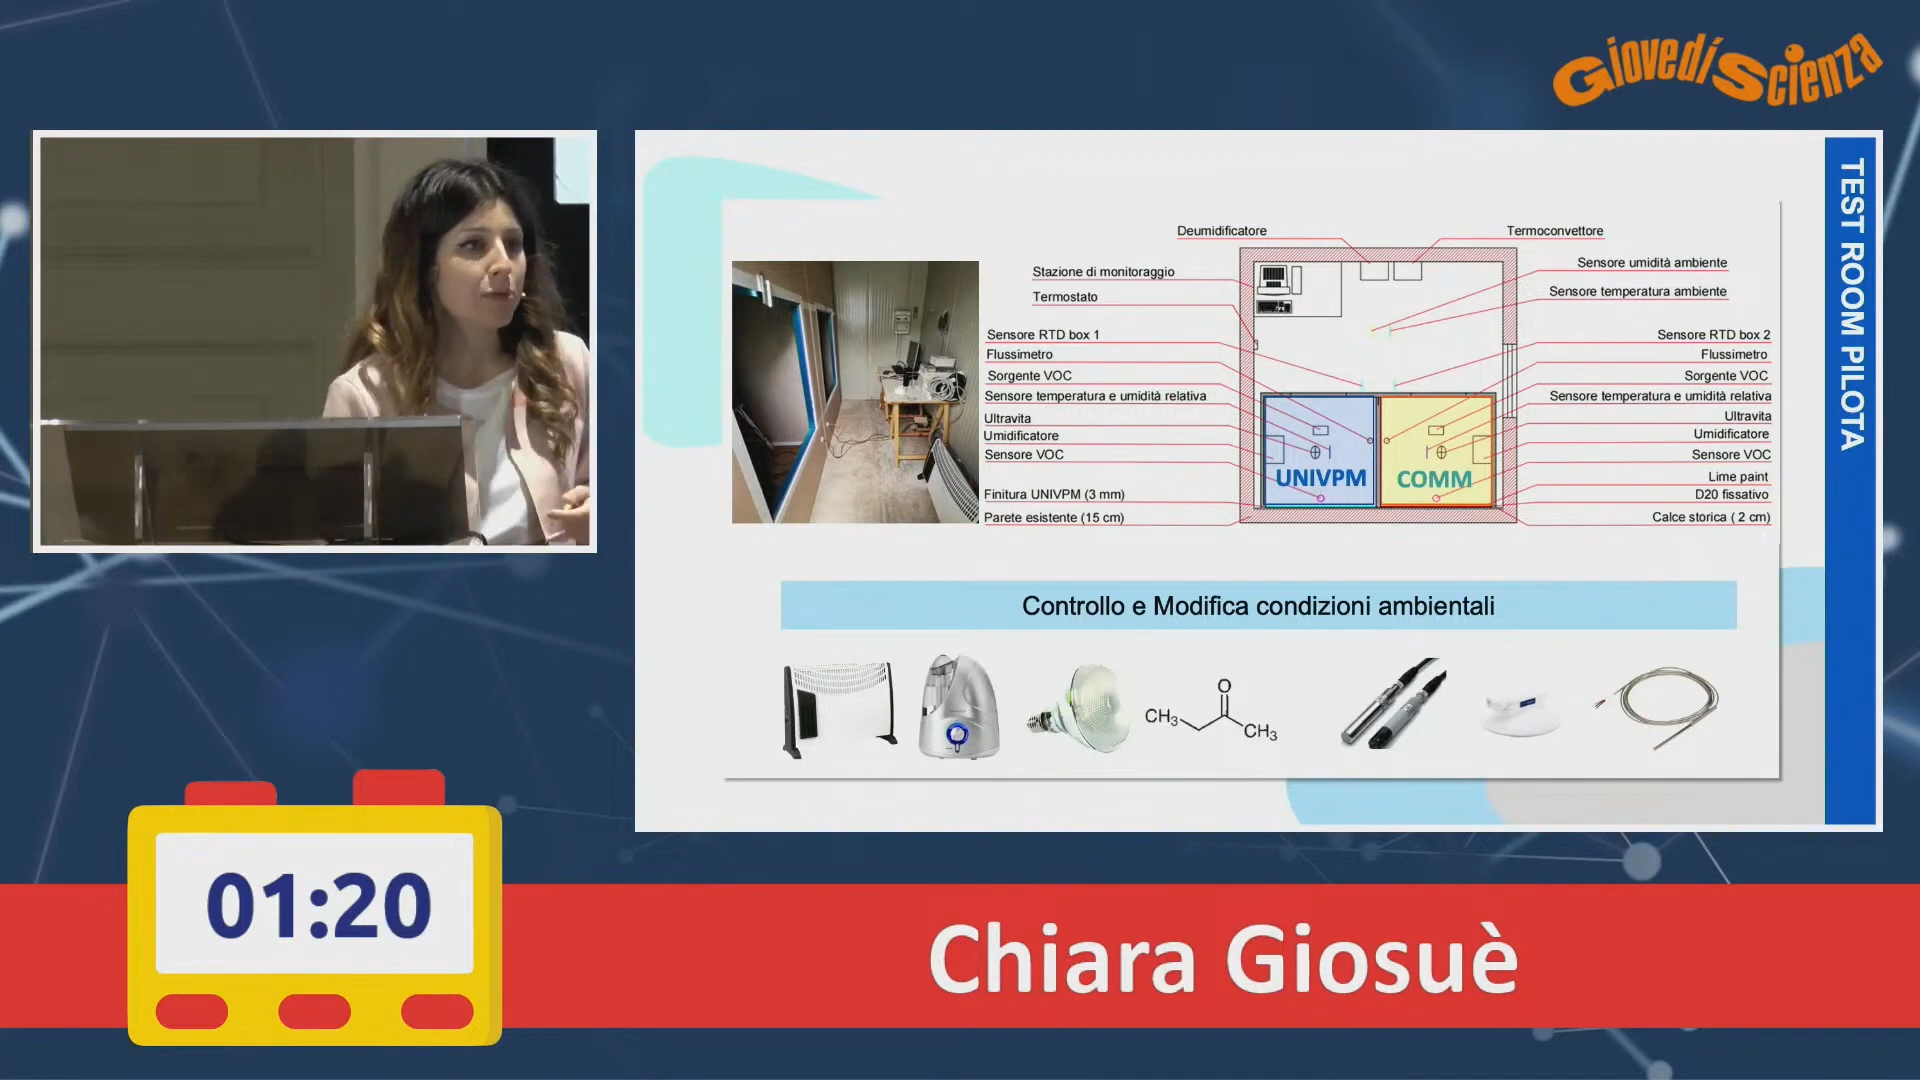 GiovedíScienza
TEST ROOM PILOTA
Deumidificatore
Termoconvettore
Stazione di monitoraggio
Termostato
Sensore umidità ambiente
Sensore temperatura ambiente
Sensore RTD box 1
Flussimetro
Sorgente VOC
Sensore temperatura e umidità relativa
Ultravita
Umidificatore
Sensore VOC
Finitura UNIVPM (3 mm)
Parete esistente (15 cm)
Sensore RTD box 2
Flussimetro
Sorgente VOC
Sensore temperatura e umidità relativa
Ultravita
Umidificatore
Sensore VOC
Lime paint
D20 fissativo
Calce storica ( 2 cm)
UNIVPM
COMM
Controllo e Modifica condizioni ambientali
O
CH3
CH3
01:20
Chiara Giosuè